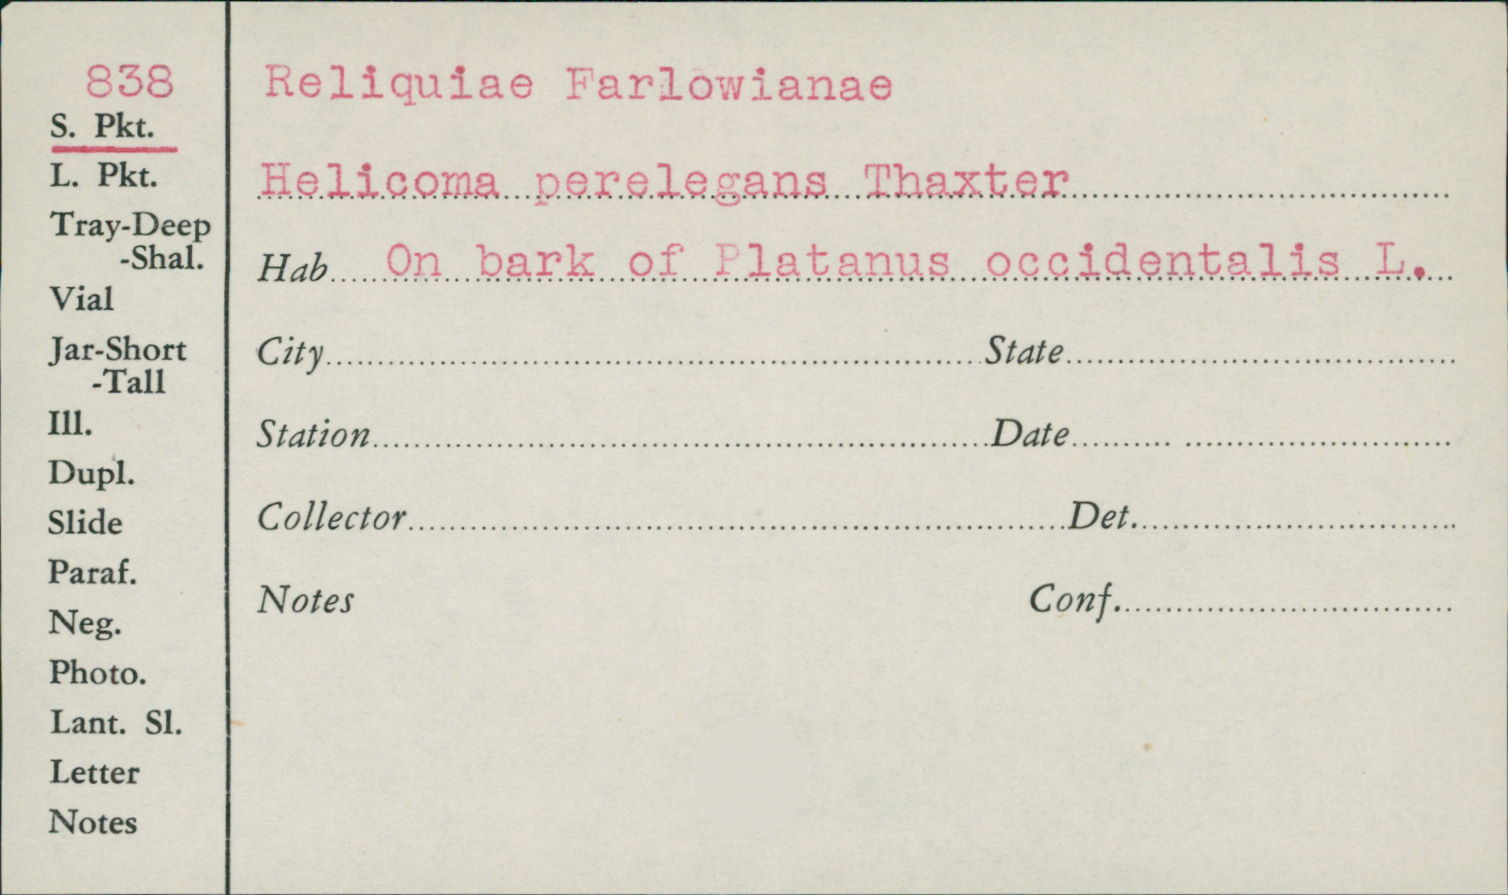 838
S. Pkt.
L. Pkt.
Tray-Deep
-Shal.
Vial
Jar-Short
-Tall
Ill.
Dupl.
Slide
Paraf.
Neg.
Photo.
Lant. Sl.
Letter
Notes
Reliquiae Farlowianae
Helicoma perelegans Thaxter
Hab On bark of Platanus occidentalis L.
City State
Station Date
Collector Det.
Notes Conf.